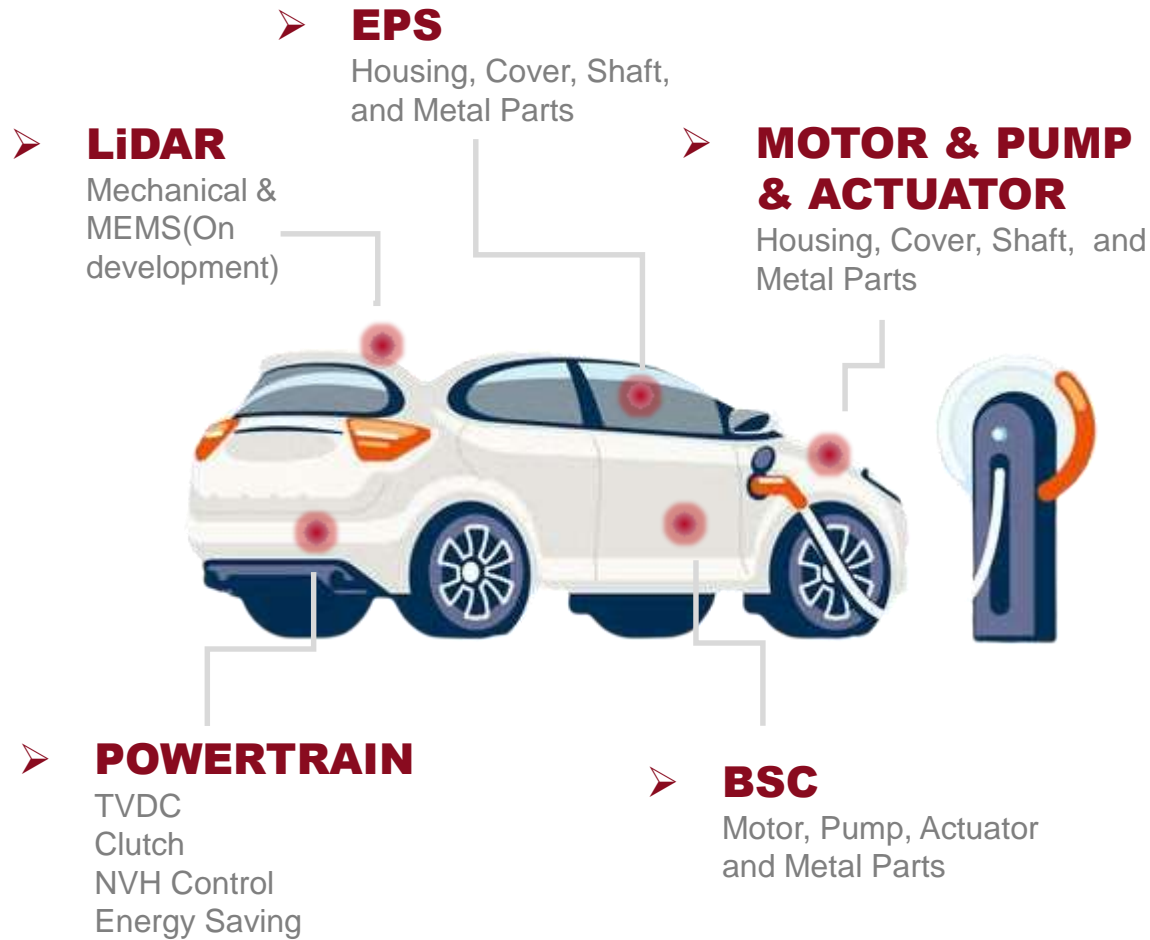 ➢ EPS
Housing, Cover, Shaft,
and Metal Parts
➢ LiDAR
Mechanical &
MEMS(On
development)
➢ MOTOR & PUMP
& ACTUATOR
Housing, Cover, Shaft,  and
Metal Parts
➢ POWERTRAIN
TVDC
Clutch
NVH Control
Energy Saving
➢ BSC
Motor, Pump, Actuator
and Metal Parts